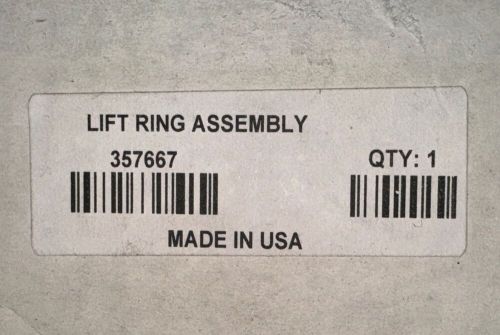 LIFT RING ASSEMBLY
357667 QTY: 1
MADE IN USA